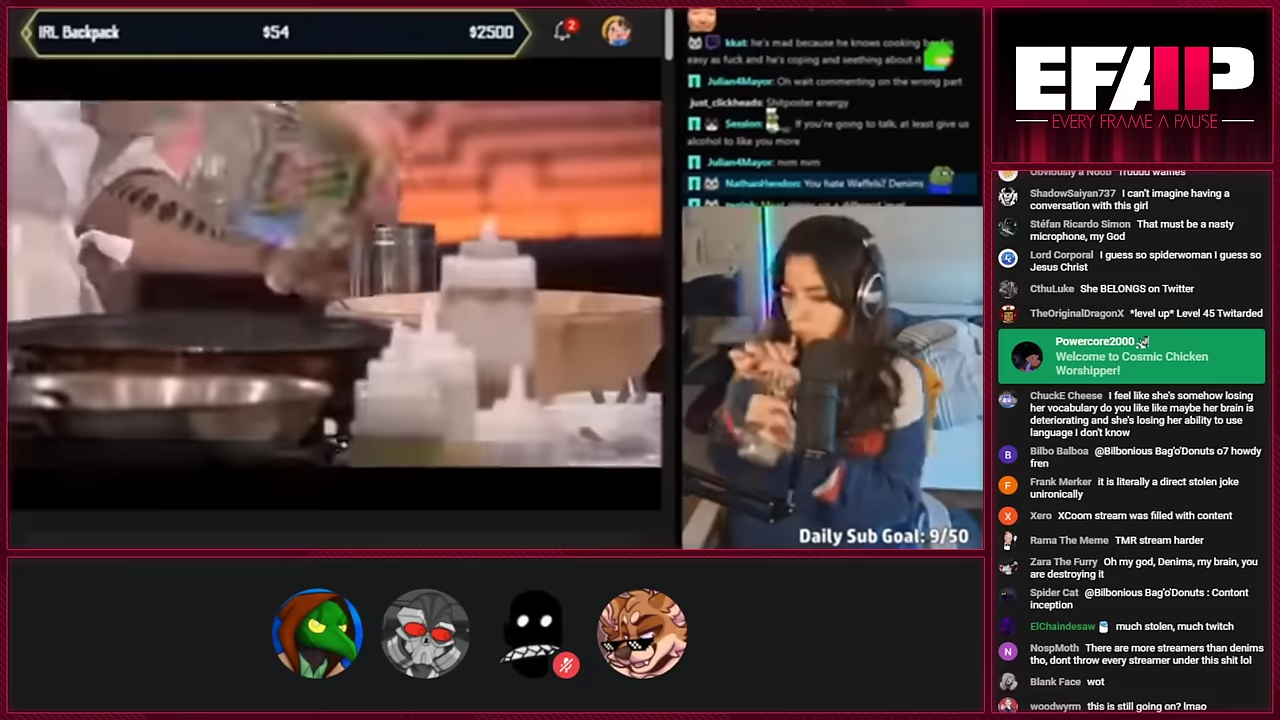 IRL Backpack $54 $2500
2
kkat: he's mad because he knows cooking
easy as fuck and he's coping and seething about it
Julian4Mayor: Oh wait commenting on the wrong part
just_clickheads: Shitposter energy
Session: If you're going to talk, at least give us
alcohol to like you more
Julian4Mayor: nvm nvm
NathanHendon: You hate Waffels? Denims
Daily Sub Goal: 9/50
EFAP
EVERY FRAME A PAUSE
Obviously a Noob Truuuu waffles
ShadowSaiyan737 I can't imagine having a
conversation with this girl
Stéfan Ricardo Simon That must be a nasty
microphone, my God
Lord Corporal I guess so spiderwoman I guess so
Jesus Christ
CthuLuke She BELONGS on Twitter
TheOriginalDragonX *level up* Level 45 Twitarded
Powercore2000
Welcome to Cosmic Chicken
Worshipper!
ChuckE Cheese I feel like she's somehow losing
her vocabulary do you like like maybe her brain is
deteriorating and she's losing her ability to use
language I don't know
B
Bilbo Balboa @Bilbonious Bag'o'Donuts o7 howdy
fren
F
Frank Merker it is literally a direct stolen joke
unironically
X
Xero XCoom stream was filled with content
Rama The Meme TMR stream harder
Zara The Furry Oh my god, Denims, my brain, you
are destroying it
Spider Cat @Bilbonious Bag'o'Donuts : Contont
inception
ElChaindesaw much stolen, much twitch
N
NospMoth There are more streamers than denims
tho, dont throw every streamer under this shit lol
Blank Face wot
woodwyrm this is still going on? lmao